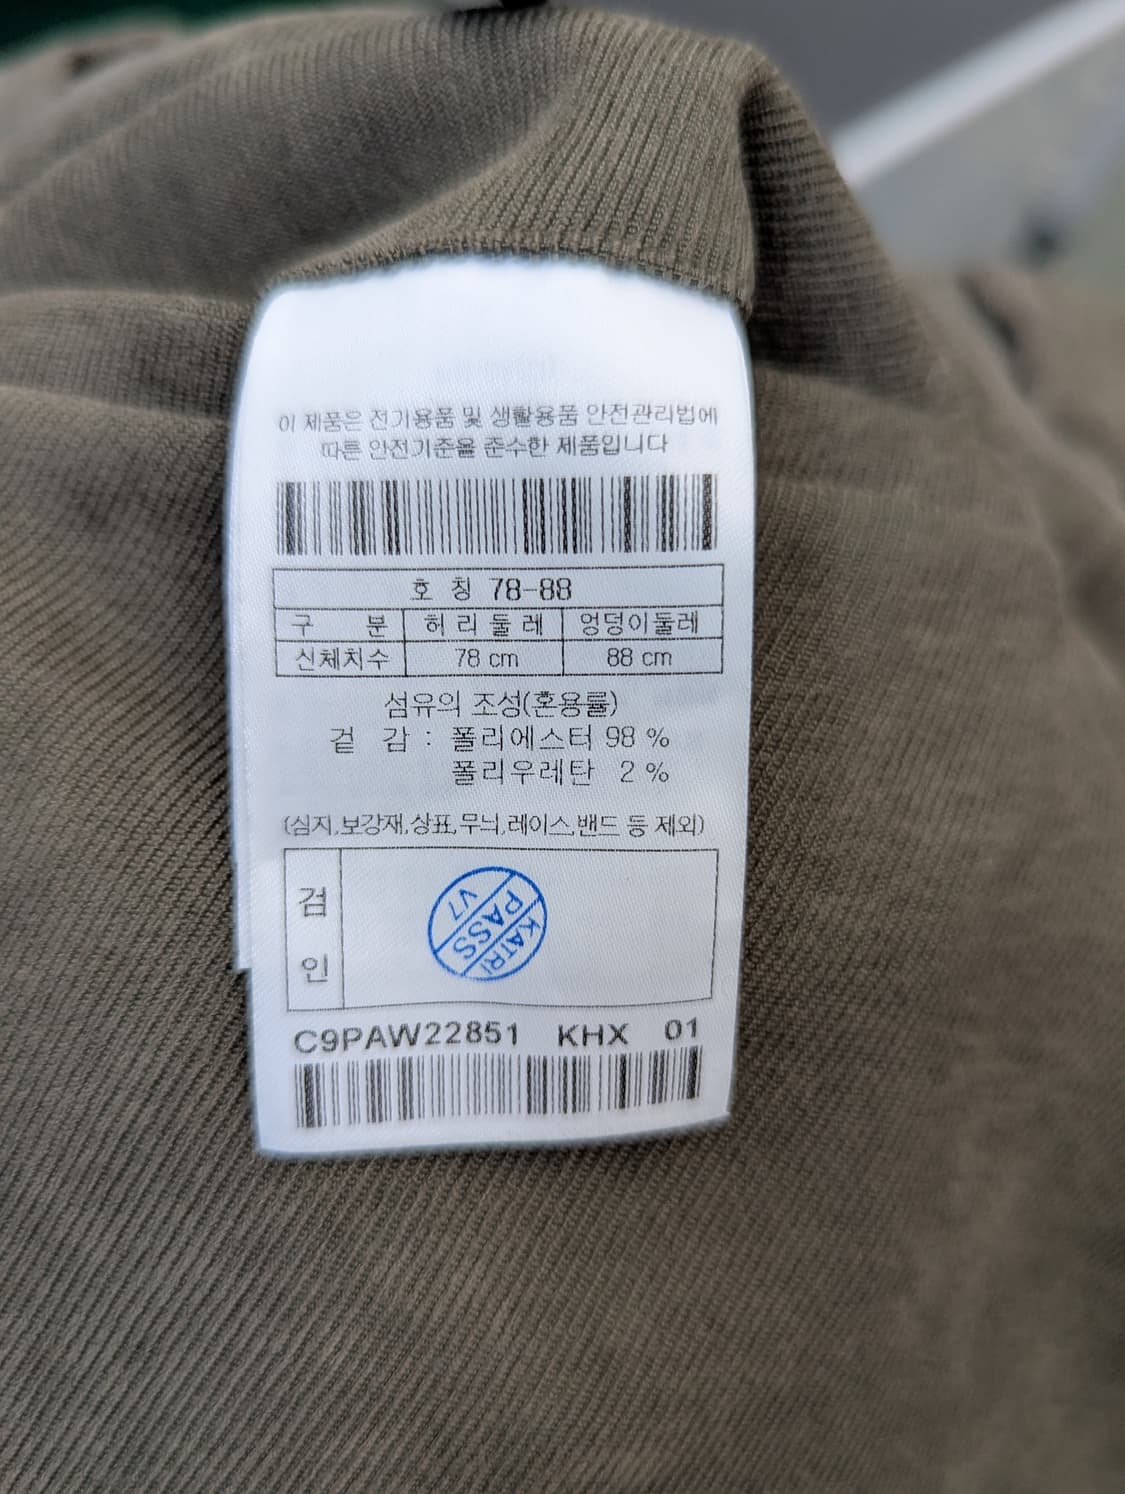 이 제품은 전기용품 및 생활용품 안전관리법에
따른 안전기준을 준수한 제품입니다
호 칭 78-88
구 분 허 리 둘 레 엉덩이둘레
신체치수 78 cm 88 cm
섬유의 조성(혼용률)
겉 감 : 폴리에스터 98 %
폴리우레탄 2 %
(심지,보강재,상표,무늬,레이스,밴드 등 제외)
검
인
KATRI
PASS
V7
C9PAW22851 KHX 01